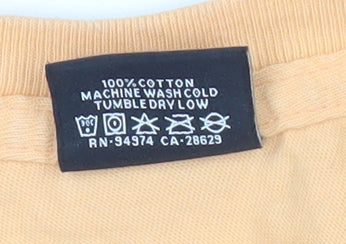 100% COTTON
MACHINE WASH COLD
TUMBLE DRY LOW
RN-94974 CA-28629